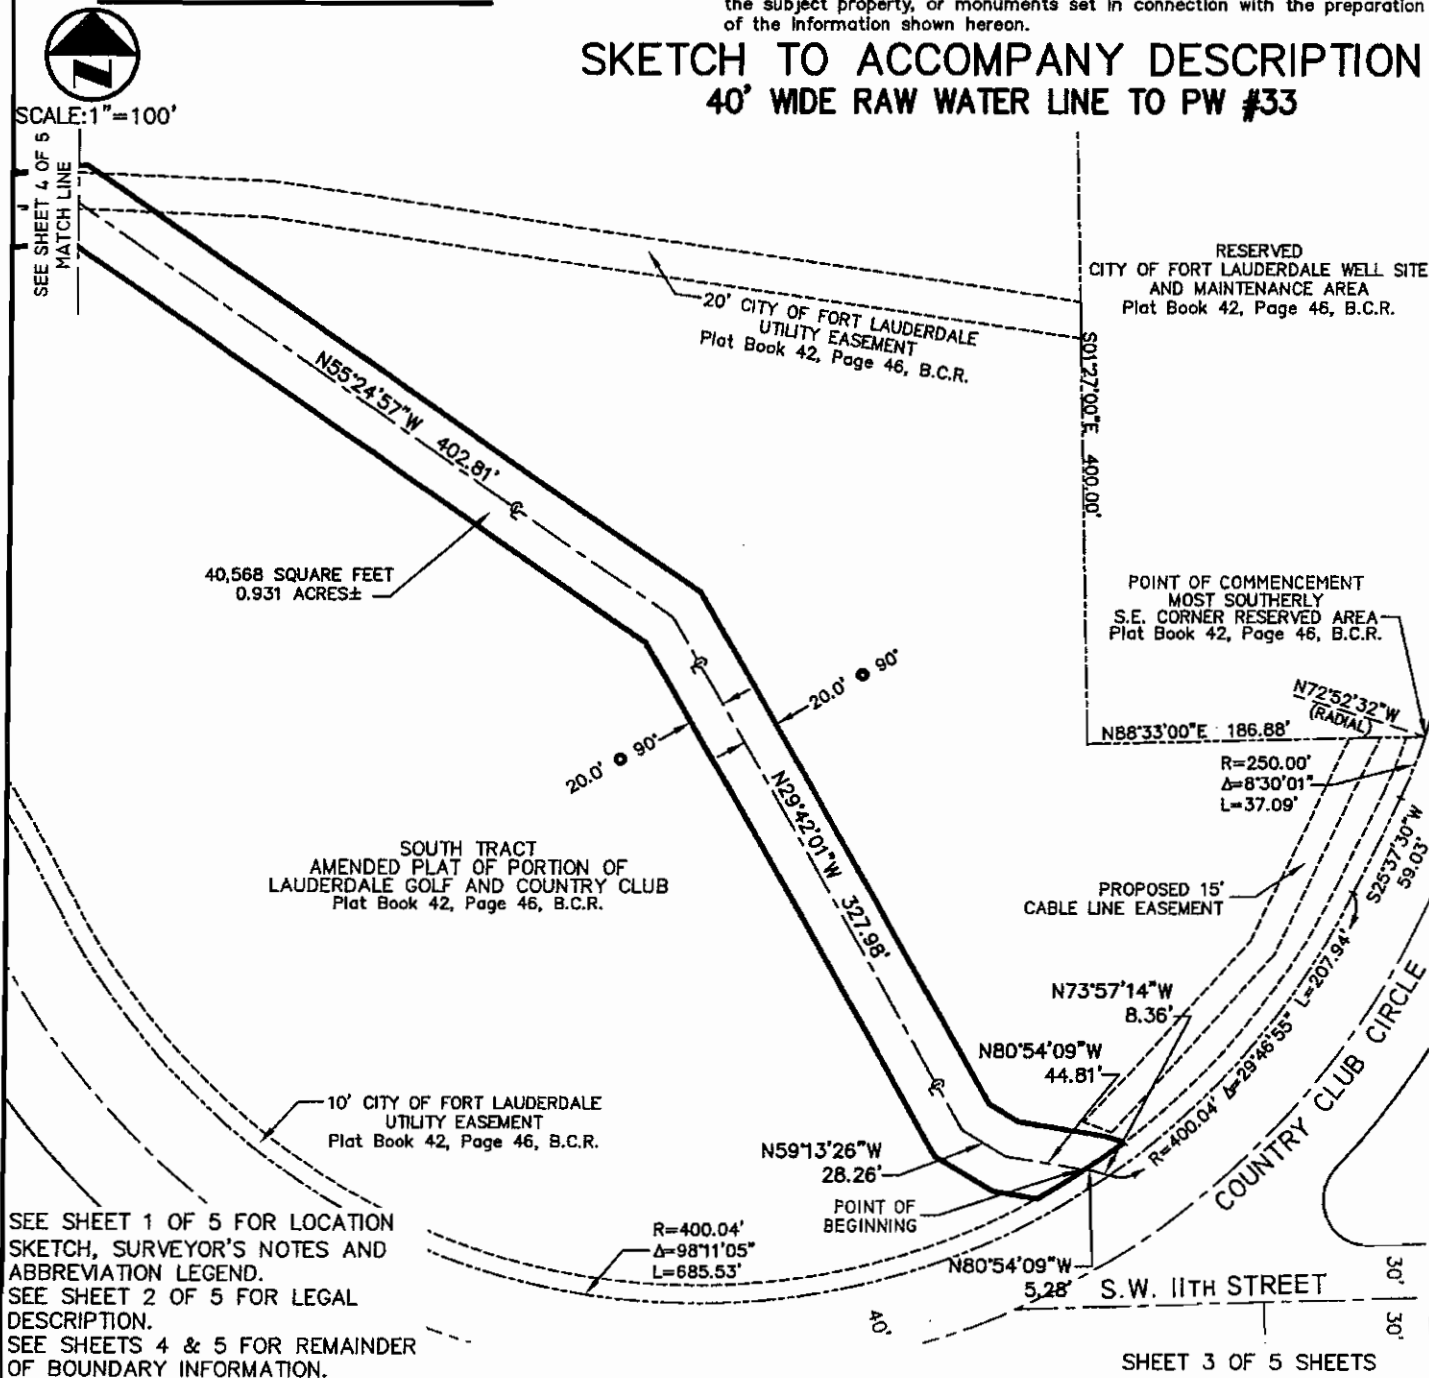 the subject property, or monuments set in connection with the preparation
of the information shown hereon.
SKETCH TO ACCOMPANY DESCRIPTION
40' WIDE RAW WATER LINE TO PW #33
N
SCALE:1"=100'
SEE SHEET 4 OF 5
MATCH LINE
RESERVED
CITY OF FORT LAUDERDALE WELL SITE
AND MAINTENANCE AREA
Plat Book 42, Page 46, B.C.R.
20' CITY OF FORT LAUDERDALE
UTILITY EASEMENT
Plat Book 42, Page 46, B.C.R.
S01°27'00"E 400.00'
N55°24'57"W 402.81'
℄
40,568 SQUARE FEET
0.931 ACRES±
POINT OF COMMENCEMENT
MOST SOUTHERLY
S.E. CORNER RESERVED AREA
Plat Book 42, Page 46, B.C.R.
℄
20.0' @ 90°
20.0' @ 90°
N72°52'32"W
(RADIAL)
N88°33'00"E 186.88'
R=250.00'
Δ=8°30'01"
L=37.09'
N29°42'01"W 327.98'
S25°37'30"W
59.03'
SOUTH TRACT
AMENDED PLAT OF PORTION OF
LAUDERDALE GOLF AND COUNTRY CLUB
Plat Book 42, Page 46, B.C.R.
PROPOSED 15'
CABLE LINE EASEMENT
N73°57'14"W
8.36'
N80°54'09"W
44.81'
℄
R=400.04' Δ=29°46'55" L=207.94'
COUNTRY CLUB CIRCLE
10' CITY OF FORT LAUDERDALE
UTILITY EASEMENT
Plat Book 42, Page 46, B.C.R.
N59°13'26"W
28.26'
POINT OF
BEGINNING
R=400.04'
Δ=98°11'05"
L=685.53'
N80°54'09"W
5.28'
S.W. 11TH STREET
30'
30'
40'
SEE SHEET 1 OF 5 FOR LOCATION
SKETCH, SURVEYOR'S NOTES AND
ABBREVIATION LEGEND.
SEE SHEET 2 OF 5 FOR LEGAL
DESCRIPTION.
SEE SHEETS 4 & 5 FOR REMAINDER
OF BOUNDARY INFORMATION.
SHEET 3 OF 5 SHEETS